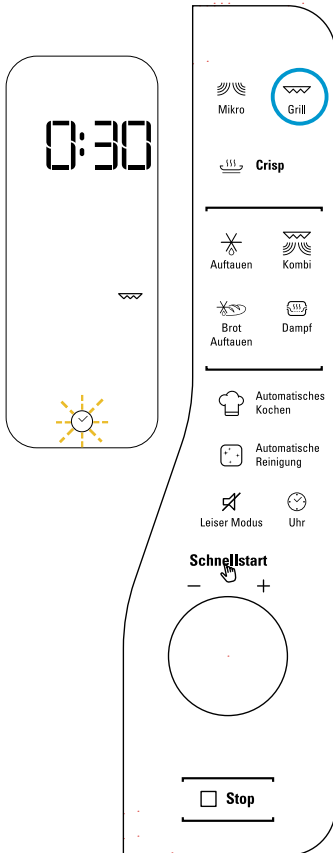 0:30
Mikro
Grill
Crisp
Auftauen
Kombi
Brot
Auftauen
Dampf
Automatisches
Kochen
Automatische
Reinigung
Leiser Modus
Uhr
Schnellstart
− +
Stop